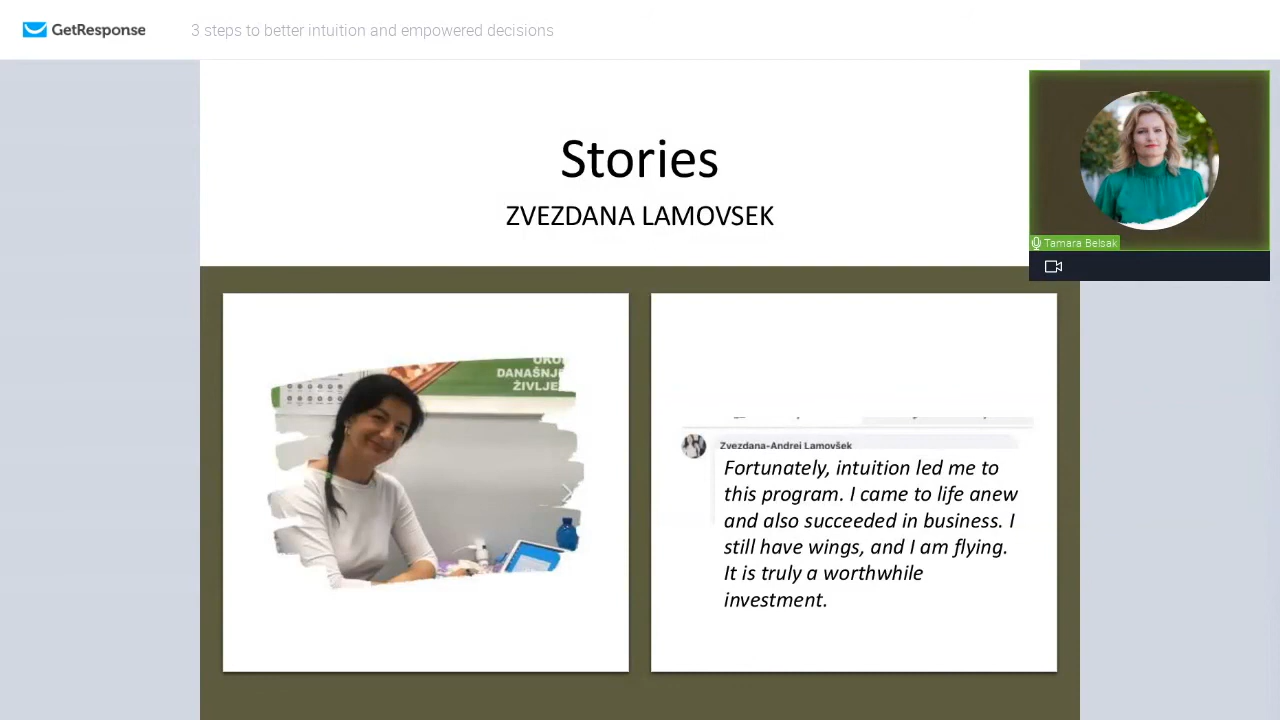 GetResponse
3 steps to better intuition and empowered decisions
Stories
ZVEZDANA LAMOVSEK
Tamara Belsak
DANAŠNJE
ŽIVLJE
Zvezdana-Andrei Lamovšek
Fortunately, intuition led me to
this program. I came to life anew
and also succeeded in business. I
still have wings, and I am flying.
It is truly a worthwhile
investment.